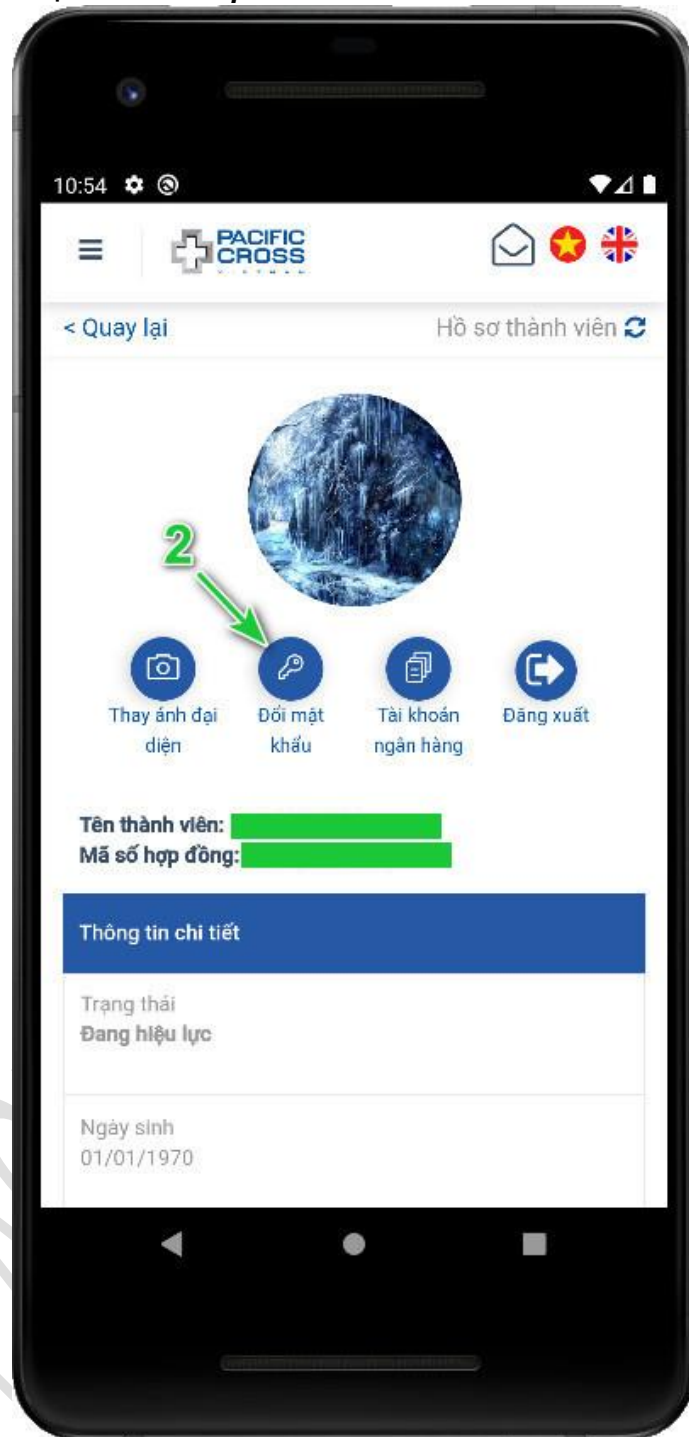 10:54
PACIFIC
CROSS
VIETNAM
< Quay lại
Hồ sơ thành viên
2
Thay ảnh đại
diện
Đổi mật
khẩu
Tài khoản
ngân hàng
Đăng xuất
Tên thành viên:
Mã số hợp đồng:
Thông tin chi tiết
Trạng thái
Đang hiệu lực
Ngày sinh
01/01/1970